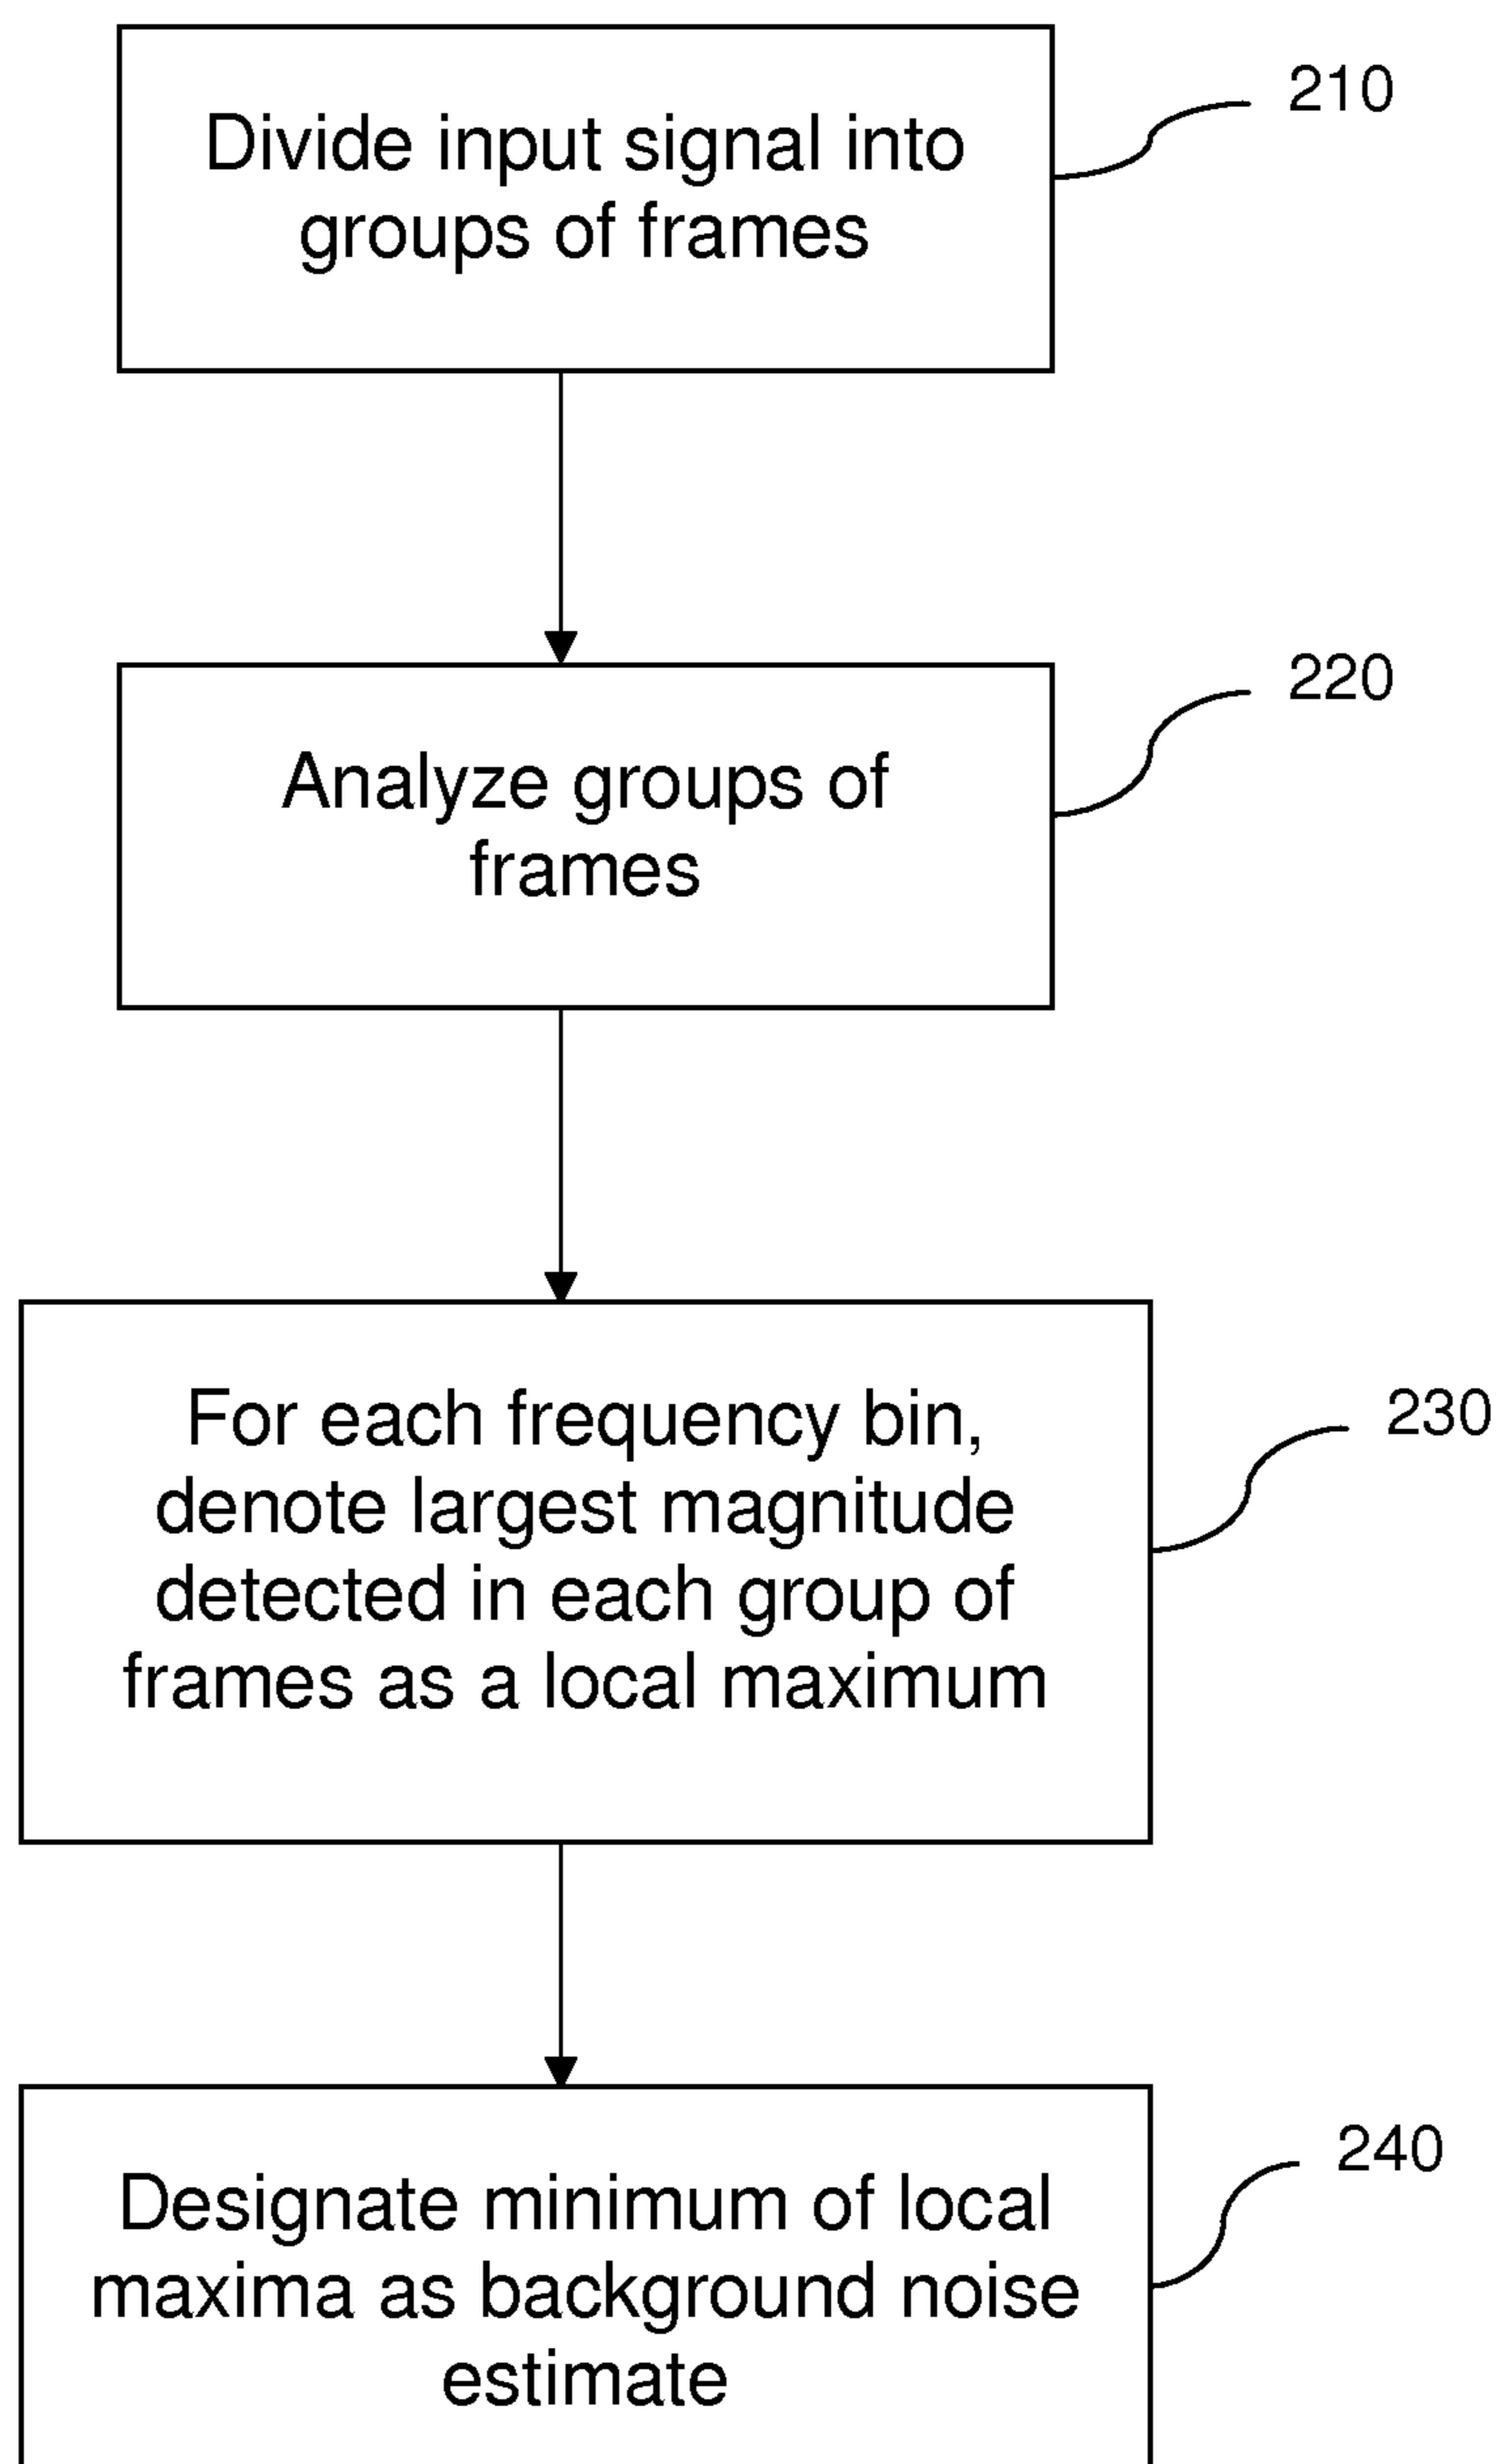 Divide input signal into
groups of frames
210
Analyze groups of
frames
220
For each frequency bin,
denote largest magnitude
detected in each group of
frames as a local maximum
230
Designate minimum of local
maxima as background noise
estimate
240